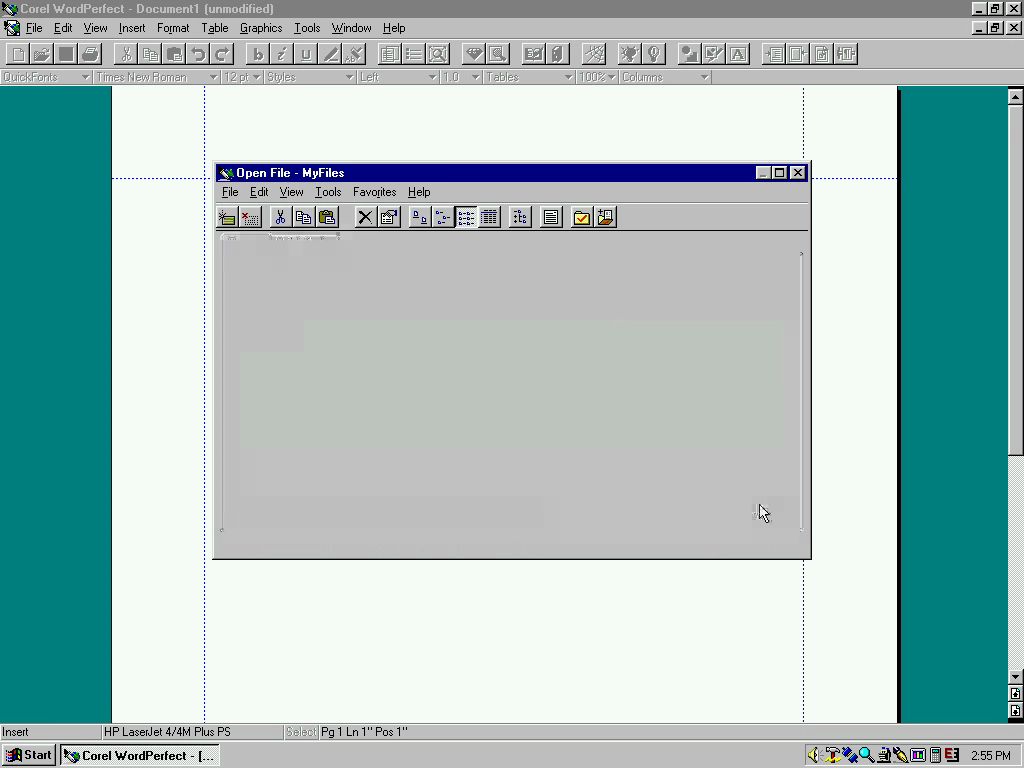 Corel WordPerfect - Document1 (unmodified)
File Edit View Insert Format Table Graphics Tools Window Help
b i u
QuickFonts Times New Roman 12 pt Styles Left 1.0 Tables 100% Columns
Open File - MyFiles
File Edit View Tools Favorites Help
Insert HP LaserJet 4/4M Plus PS Select Pg 1 Ln 1" Pos 1"
Start Corel WordPerfect - [... 2:55 PM